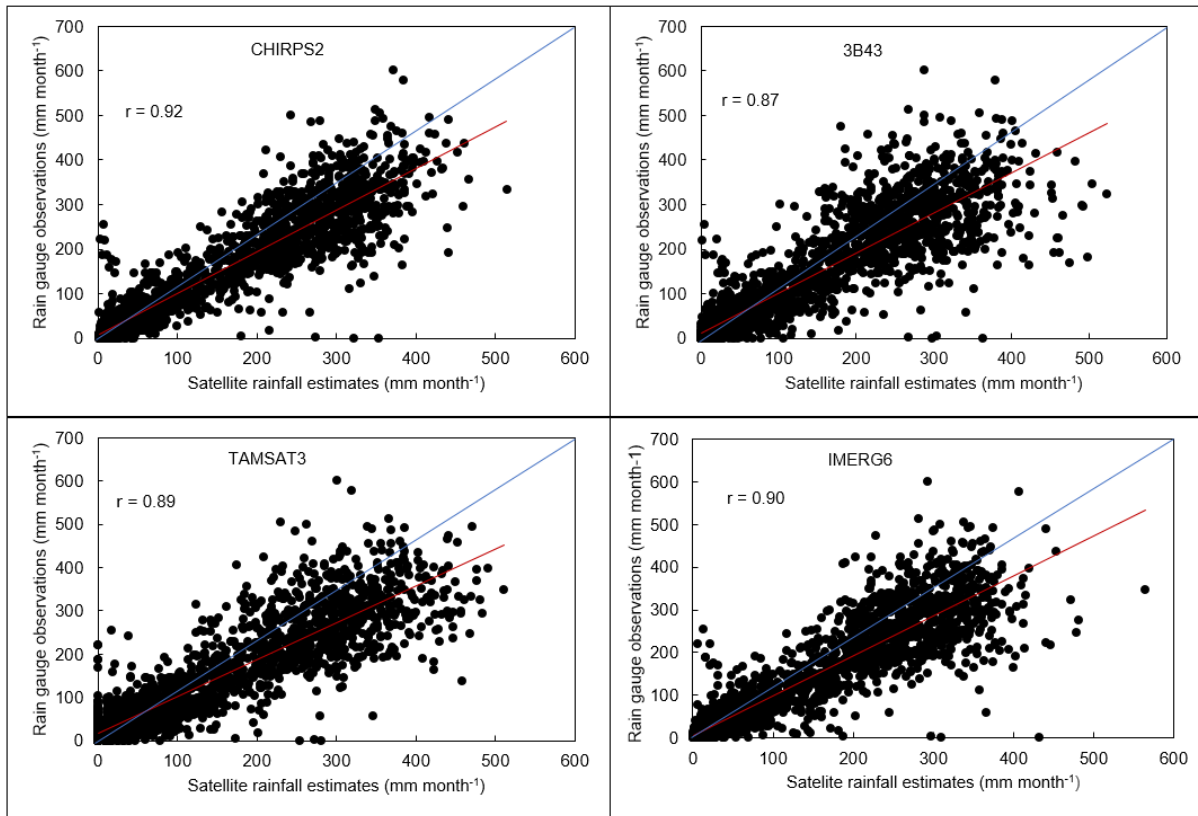 CHIRPS2
r = 0.92
Rain gauge observations (mm month⁻¹)
700
600
500
400
300
200
100
0
0 100 200 300 400 500 600
Satellite rainfall estimates (mm month⁻¹)
3B43
r = 0.87
Rain gauge observations (mm month⁻¹)
700
600
500
400
300
200
100
0
0 100 200 300 400 500 600
Satellite rainfall estimates (mm month⁻¹)
TAMSAT3
r = 0.89
Rain gauge observations (mm month⁻¹)
700
600
500
400
300
200
100
0
0 100 200 300 400 500 600
Satellite rainfall estimates (mm month⁻¹)
IMERG6
r = 0.90
Rain gauge observations (mm month-1)
700
600
500
400
300
200
100
0
0 100 200 300 400 500 600
Satellite rainfall estimates (mm month⁻¹)